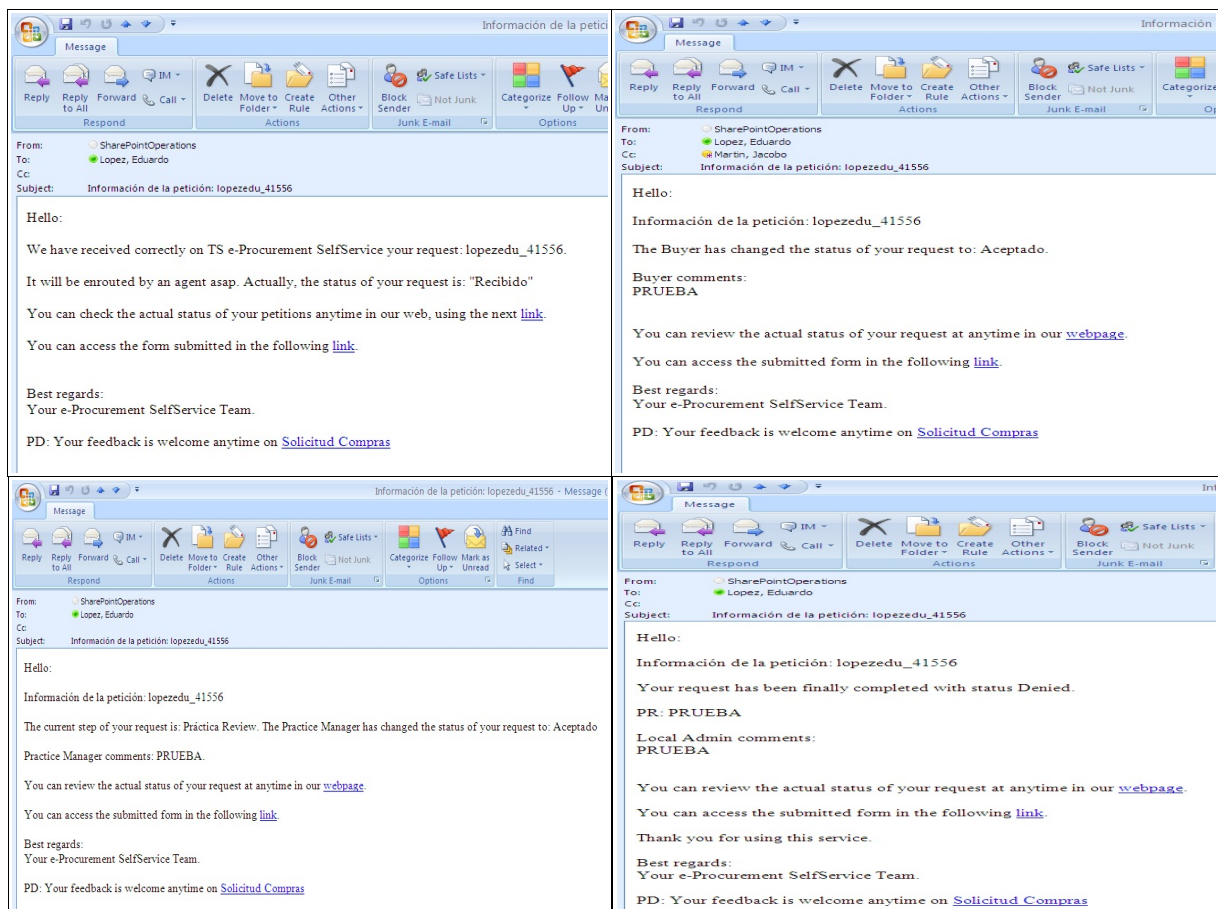 Información de la petici
Message
Reply
Reply to All
Forward
IM
Call
Delete
Move to Folder
Create Rule
Other Actions
Block Sender
Safe Lists
Not Junk
Categorize
Follow Up
Ma
Un
Respond
Actions
Junk E-mail
Options
From: SharePointOperations
To: Lopez, Eduardo
Cc:
Subject: Información de la petición: lopezedu_41556
Hello:
We have received correctly on TS e-Procurement SelfService your request: lopezedu_41556.
It will be enrouted by an agent asap. Actually, the status of your request is: "Recibido"
You can check the actual status of your petitions anytime in our web, using the next link.
You can access the form submitted in the following link.
Best regards:
Your e-Procurement SelfService Team.
PD: Your feedback is welcome anytime on Solicitud Compras
Información
Message
Reply
Reply to All
Forward
IM
Call
Delete
Move to Folder
Create Rule
Other Actions
Block Sender
Safe Lists
Not Junk
Categorize
Respond
Actions
Junk E-mail
Op
From: SharePointOperations
To: Lopez, Eduardo
Cc: Martin, Jacobo
Subject: Información de la petición: lopezedu_41556
Hello:
Información de la petición: lopezedu_41556
The Buyer has changed the status of your request to: Aceptado.
Buyer comments:
PRUEBA
You can review the actual status of your request at anytime in our webpage.
You can access the submitted form in the following link.
Best regards:
Your e-Procurement SelfService Team.
PD: Your feedback is welcome anytime on Solicitud Compras
Información de la petición: lopezedu_41556 - Message (
Message
Reply
Reply to All
Forward
IM
Call
Delete
Move to Folder
Create Rule
Other Actions
Block Sender
Safe Lists
Not Junk
Categorize
Follow Up
Mark as Unread
Find
Related
Select
Respond
Actions
Junk E-mail
Options
Find
From: SharePointOperations
To: Lopez, Eduardo
Cc:
Subject: Información de la petición: lopezedu_41556
Hello:
Información de la petición: lopezedu_41556
The current step of your request is: Práctica Review. The Practice Manager has changed the status of your request to: Aceptado
Practice Manager comments: PRUEBA.
You can review the actual status of your request at anytime in our webpage.
You can access the submitted form in the following link.
Best regards:
Your e-Procurement SelfService Team.
PD: Your feedback is welcome anytime on Solicitud Compras
Int
Message
Reply
Reply to All
Forward
IM
Call
Delete
Move to Folder
Create Rule
Other Actions
Block Sender
Safe Lists
Not Junk
Respond
Actions
Junk E-mail
From: SharePointOperations
To: Lopez, Eduardo
Cc:
Subject: Información de la petición: lopezedu_41556
Hello:
Información de la petición: lopezedu_41556
Your request has been finally completed with status Denied.
PR: PRUEBA
Local Admin comments:
PRUEBA
You can review the actual status of your request at anytime in our webpage.
You can access the submitted form in the following link.
Thank you for using this service.
Best regards:
Your e-Procurement SelfService Team.
PD: Your feedback is welcome anytime on Solicitud Compras